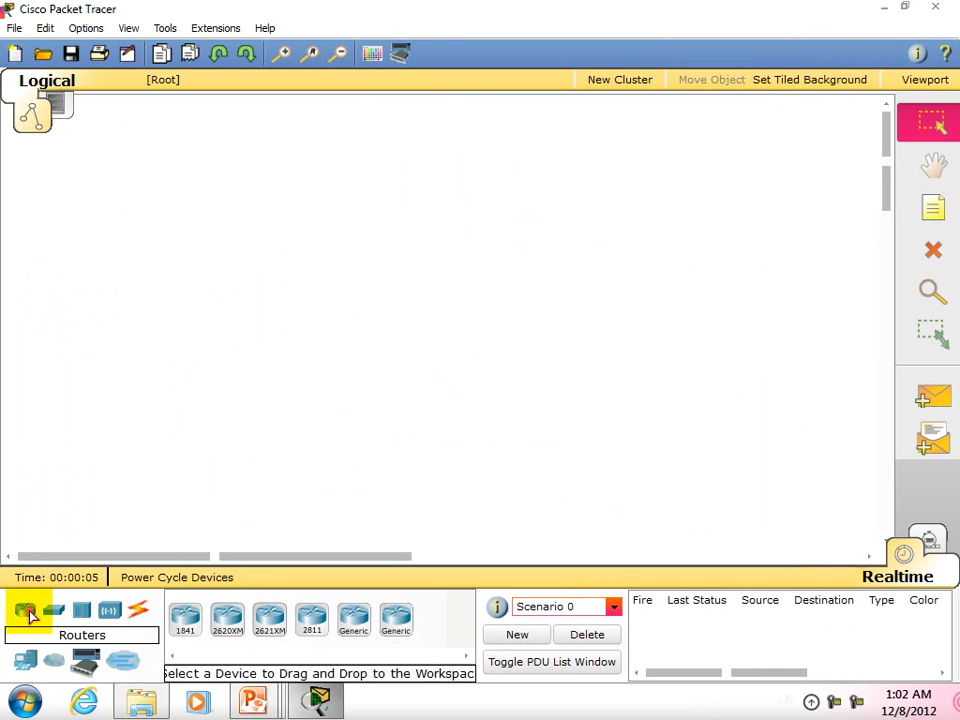 Cisco Packet Tracer
File Edit Options View Tools Extensions Help
Logical [Root] New Cluster Move Object Set Tiled Background Viewport
Time: 00:00:05 Power Cycle Devices Realtime
Routers
1841 2620XM 2621XM 2811 Generic Generic
Select a Device to Drag and Drop to the Workspac
Scenario 0
New Delete
Toggle PDU List Window
Fire Last Status Source Destination Type Color
1:02 AM
12/8/2012